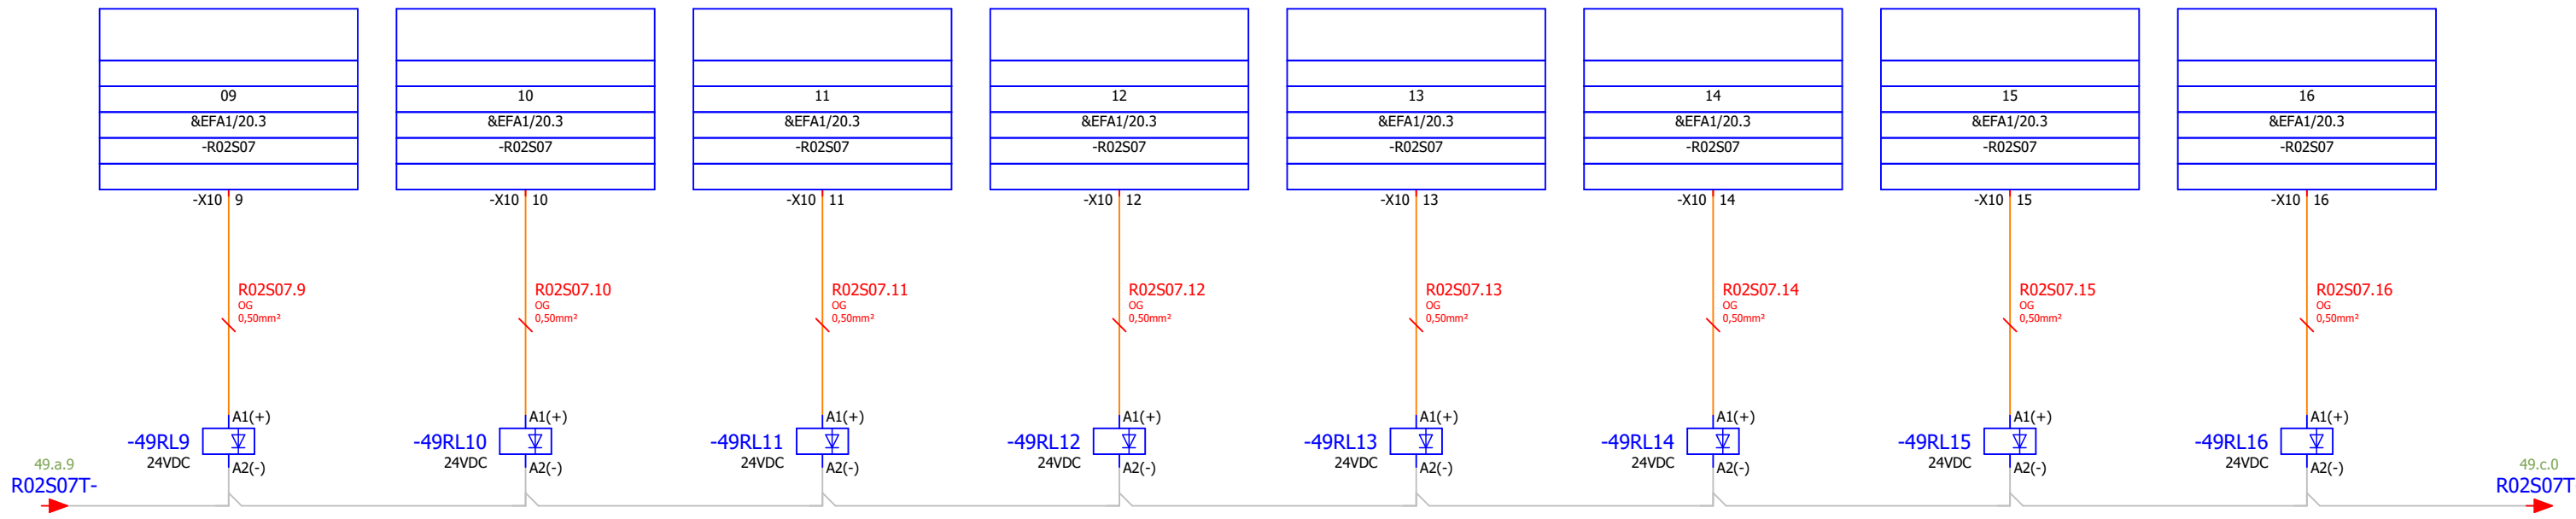 09 10 11 12 13 14 15 16
&EFA1/20.3 &EFA1/20.3 &EFA1/20.3 &EFA1/20.3 &EFA1/20.3 &EFA1/20.3 &EFA1/20.3 &EFA1/20.3
-R02S07 -R02S07 -R02S07 -R02S07 -R02S07 -R02S07 -R02S07 -R02S07
-X10 9 -X10 10 -X10 11 -X10 12 -X10 13 -X10 14 -X10 15 -X10 16
R02S07.9 R02S07.10 R02S07.11 R02S07.12 R02S07.13 R02S07.14 R02S07.15 R02S07.16
OG OG OG OG OG OG OG OG
0,50mm² 0,50mm² 0,50mm² 0,50mm² 0,50mm² 0,50mm² 0,50mm² 0,50mm²
A1(+) A1(+) A1(+) A1(+) A1(+) A1(+) A1(+) A1(+)
-49RL9 -49RL10 -49RL11 -49RL12 -49RL13 -49RL14 -49RL15 -49RL16
49.a.9 24VDC 24VDC 24VDC 24VDC 24VDC 24VDC 24VDC 24VDC 49.c.0
A2(-) A2(-) A2(-) A2(-) A2(-) A2(-) A2(-) A2(-)
R02S07T- R02S07T